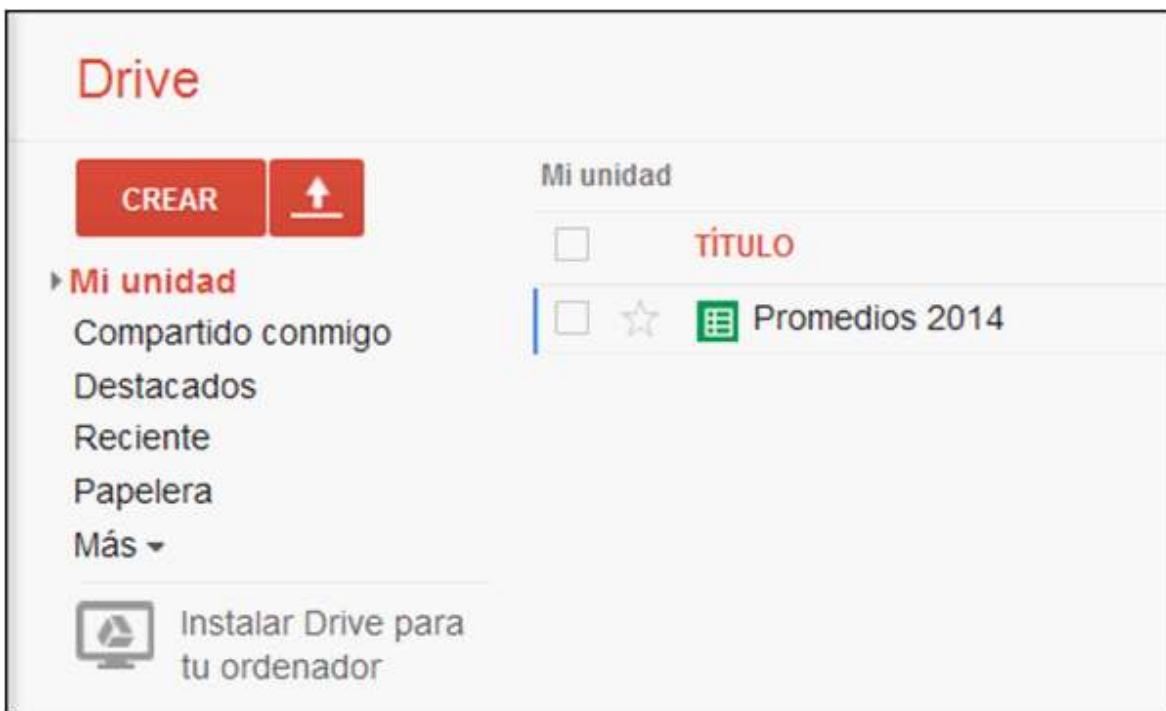 Drive
CREAR
Mi unidad
Compartido conmigo
Destacados
Reciente
Papelera
Más
Instalar Drive para
tu ordenador
Mi unidad
TÍTULO
Promedios 2014